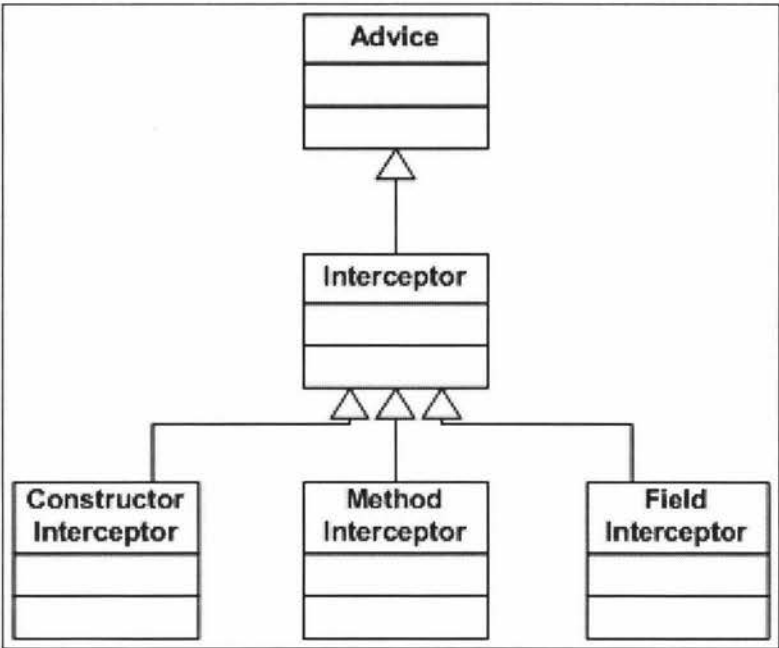 Advice
Interceptor
Constructor
Interceptor
Method
Interceptor
Field
Interceptor